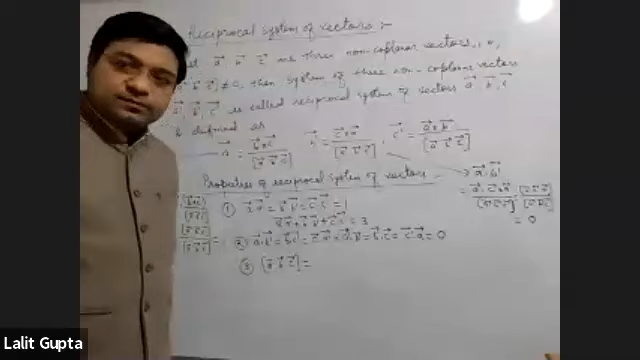 Reciprocal system of vectors :-
a⃗ b⃗ c⃗ are three non-coplanar vectors, i.e,
b⃗ c⃗] ≠ 0, then system of three non-coplanar vectors
b⃗', c⃗' is called reciprocal system of vectors a⃗, b⃗, c⃗
& defined as
a⃗' = b⃗×c⃗/[a⃗ b⃗ c⃗], b⃗' = c⃗×a⃗/[a⃗ b⃗ c⃗], c⃗' = a⃗×b⃗/[a⃗ b⃗ c⃗]
Properties of reciprocal system of vectors
① a⃗.a⃗' = b⃗.b⃗' = c⃗.c⃗' = 1
a⃗.a⃗' + b⃗.b⃗' + c⃗.c⃗' = 3
② a⃗.b⃗' = b⃗.c⃗' = c⃗.a⃗' = = 0
③ [a⃗ b⃗ c⃗] =
a⃗.b⃗'
= 0
Lalit Gupta